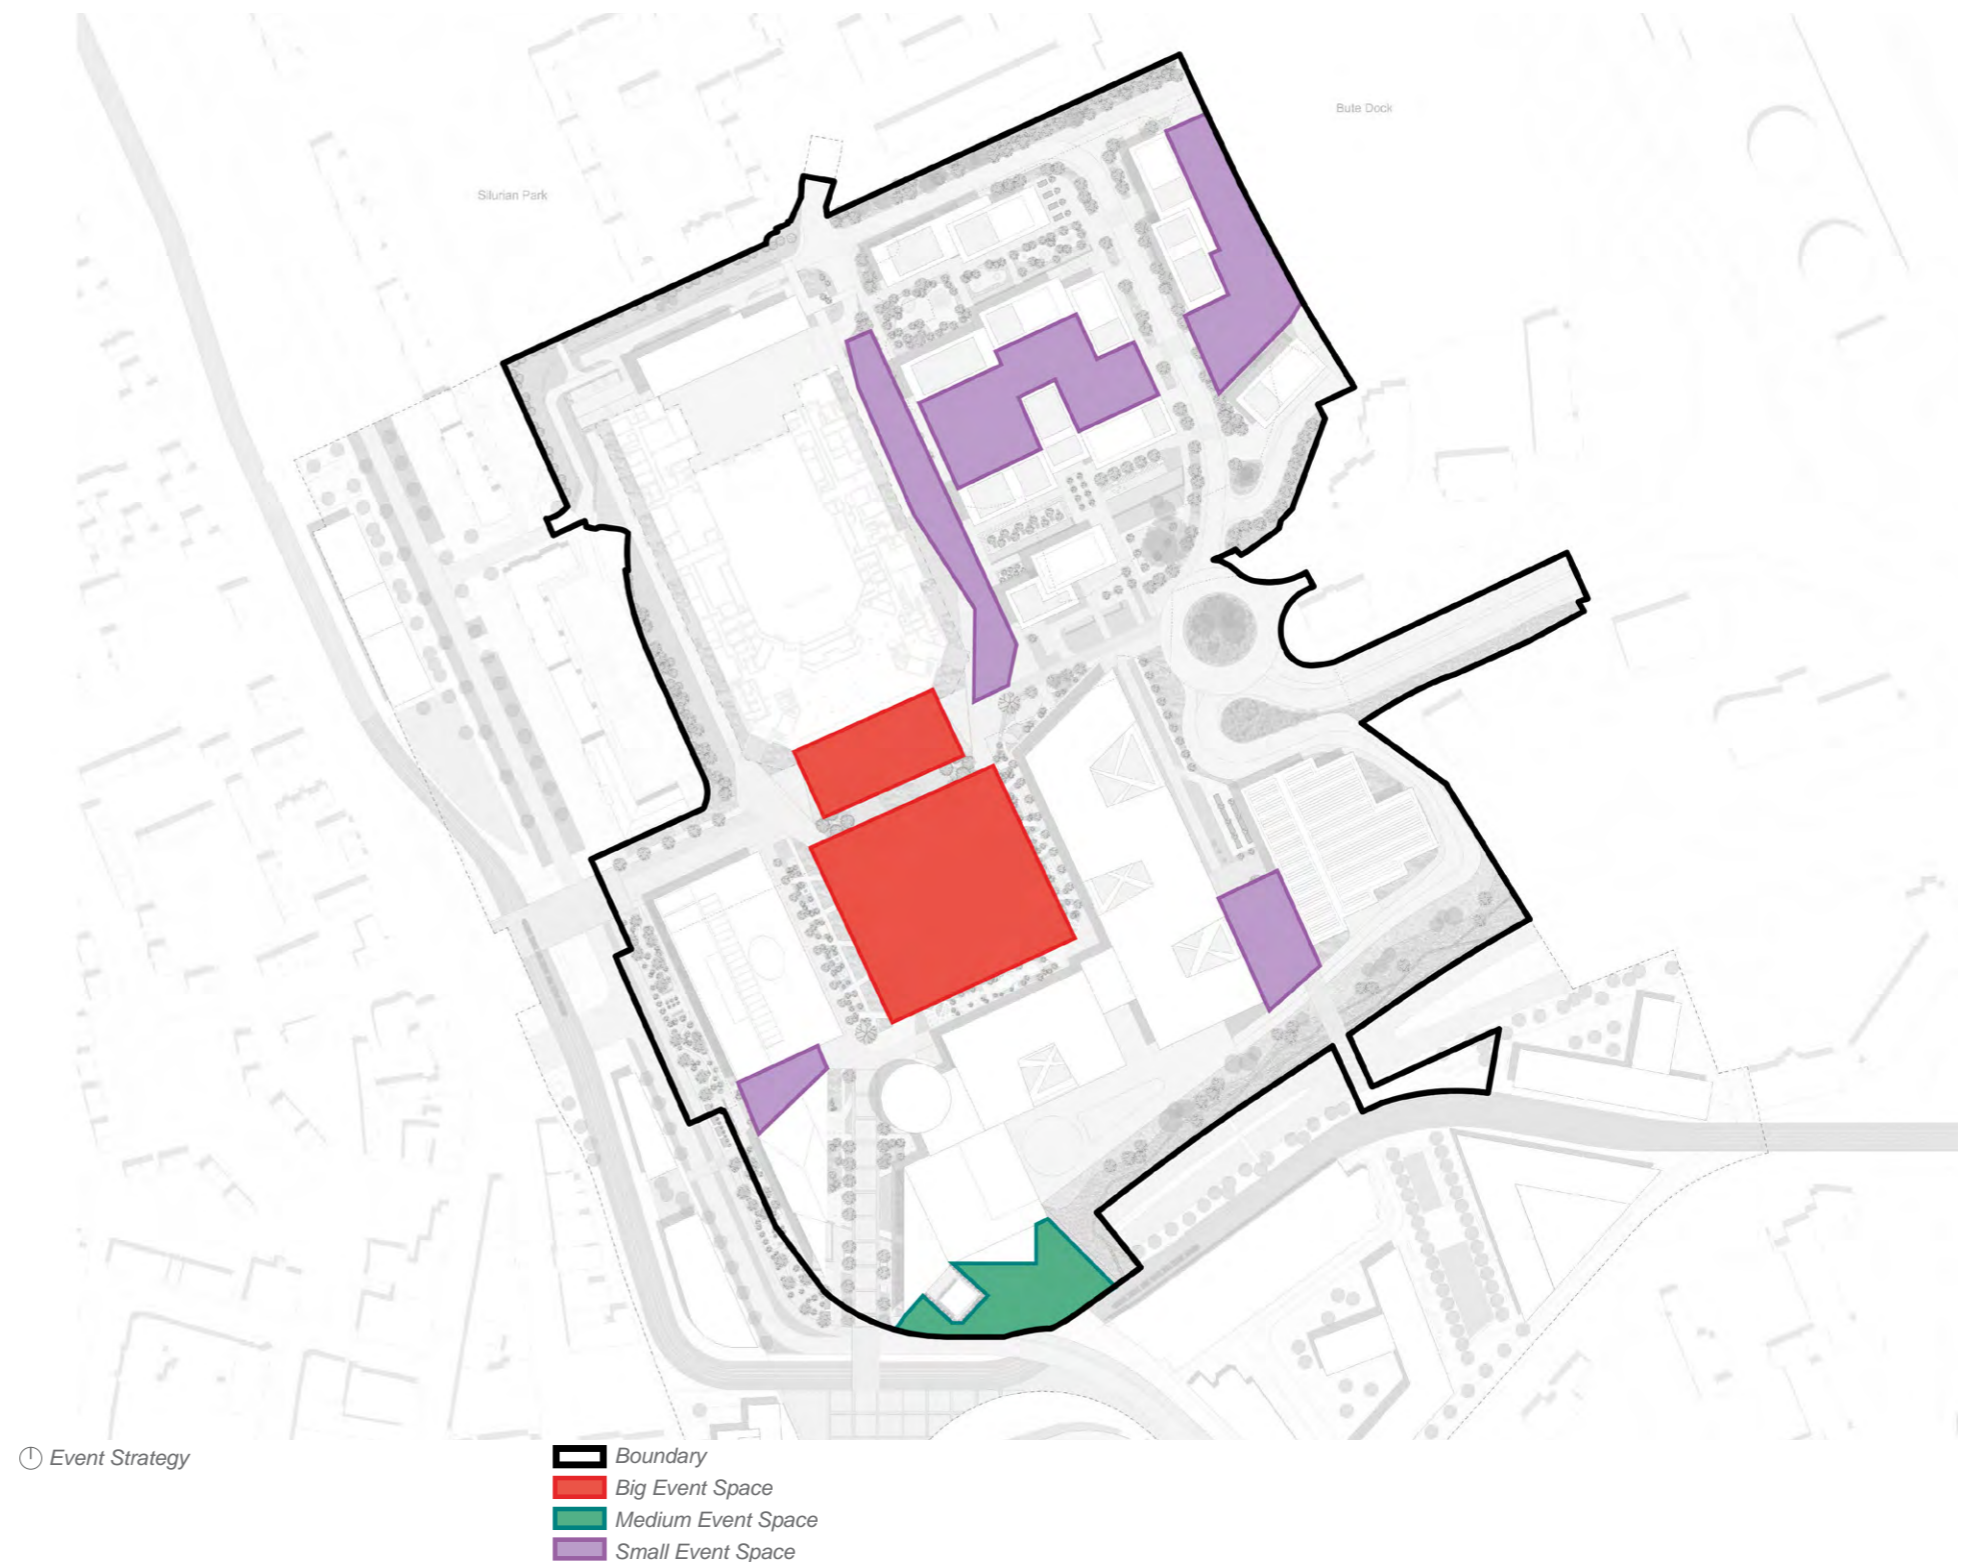 Bute Dock
Silurian Park
Event Strategy
Boundary
Big Event Space
Medium Event Space
Small Event Space